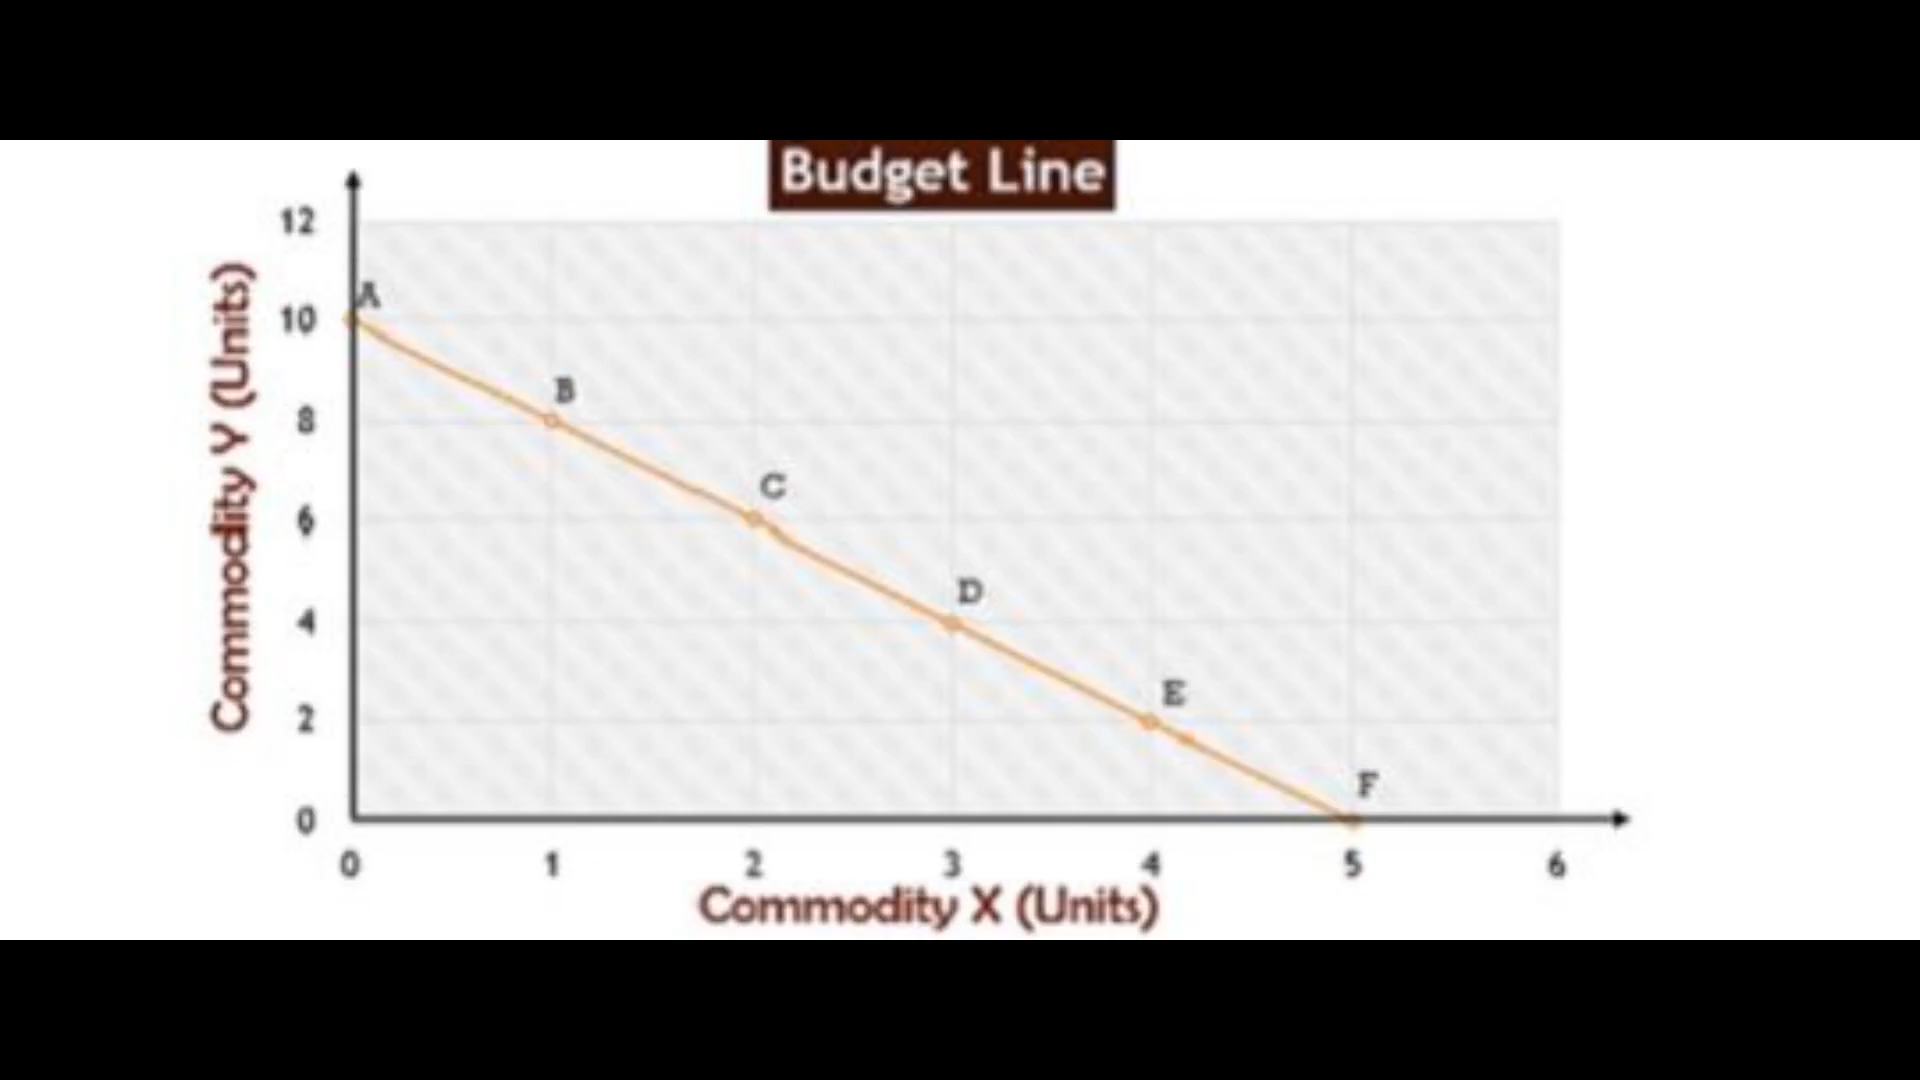 Budget Line
Commodity Y (Units)
12
10
8
6
4
2
0
A
B
C
D
E
F
0 1 2 3 4 5 6
Commodity X (Units)